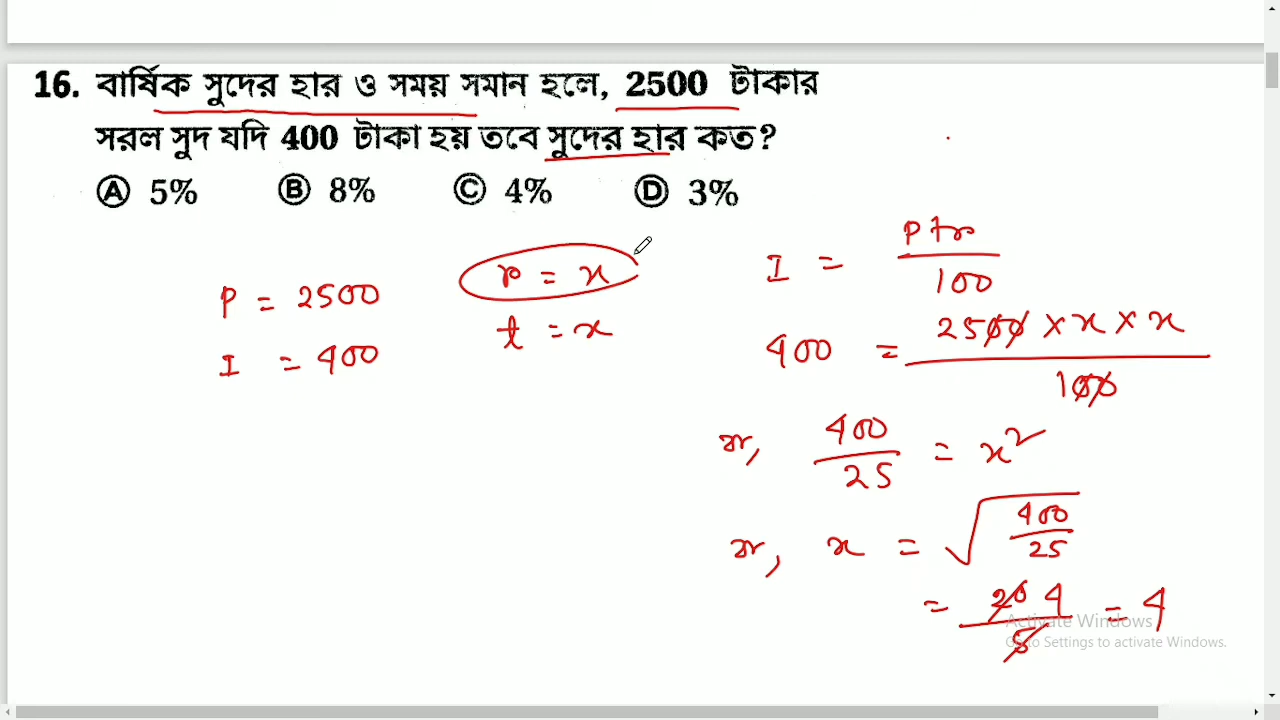 16. বার্ষিক সুদের হার ও সময় সমান হলে, 2500 টাকার
সরল সুদ যদি 400 টাকা হয় তবে সুদের হার কত?
Ⓐ 5% Ⓑ 8% Ⓒ 4% Ⓓ 3%
P = 2500
I = 400
r = x
t = x
I = Ptr / 100
400 = 2500 × x × x / 100
or, 400 / 25 = x²
or, x = √400 / 25
= 20 4 / 5 = 4
Activate Windows
Go to Settings to activate Windows.